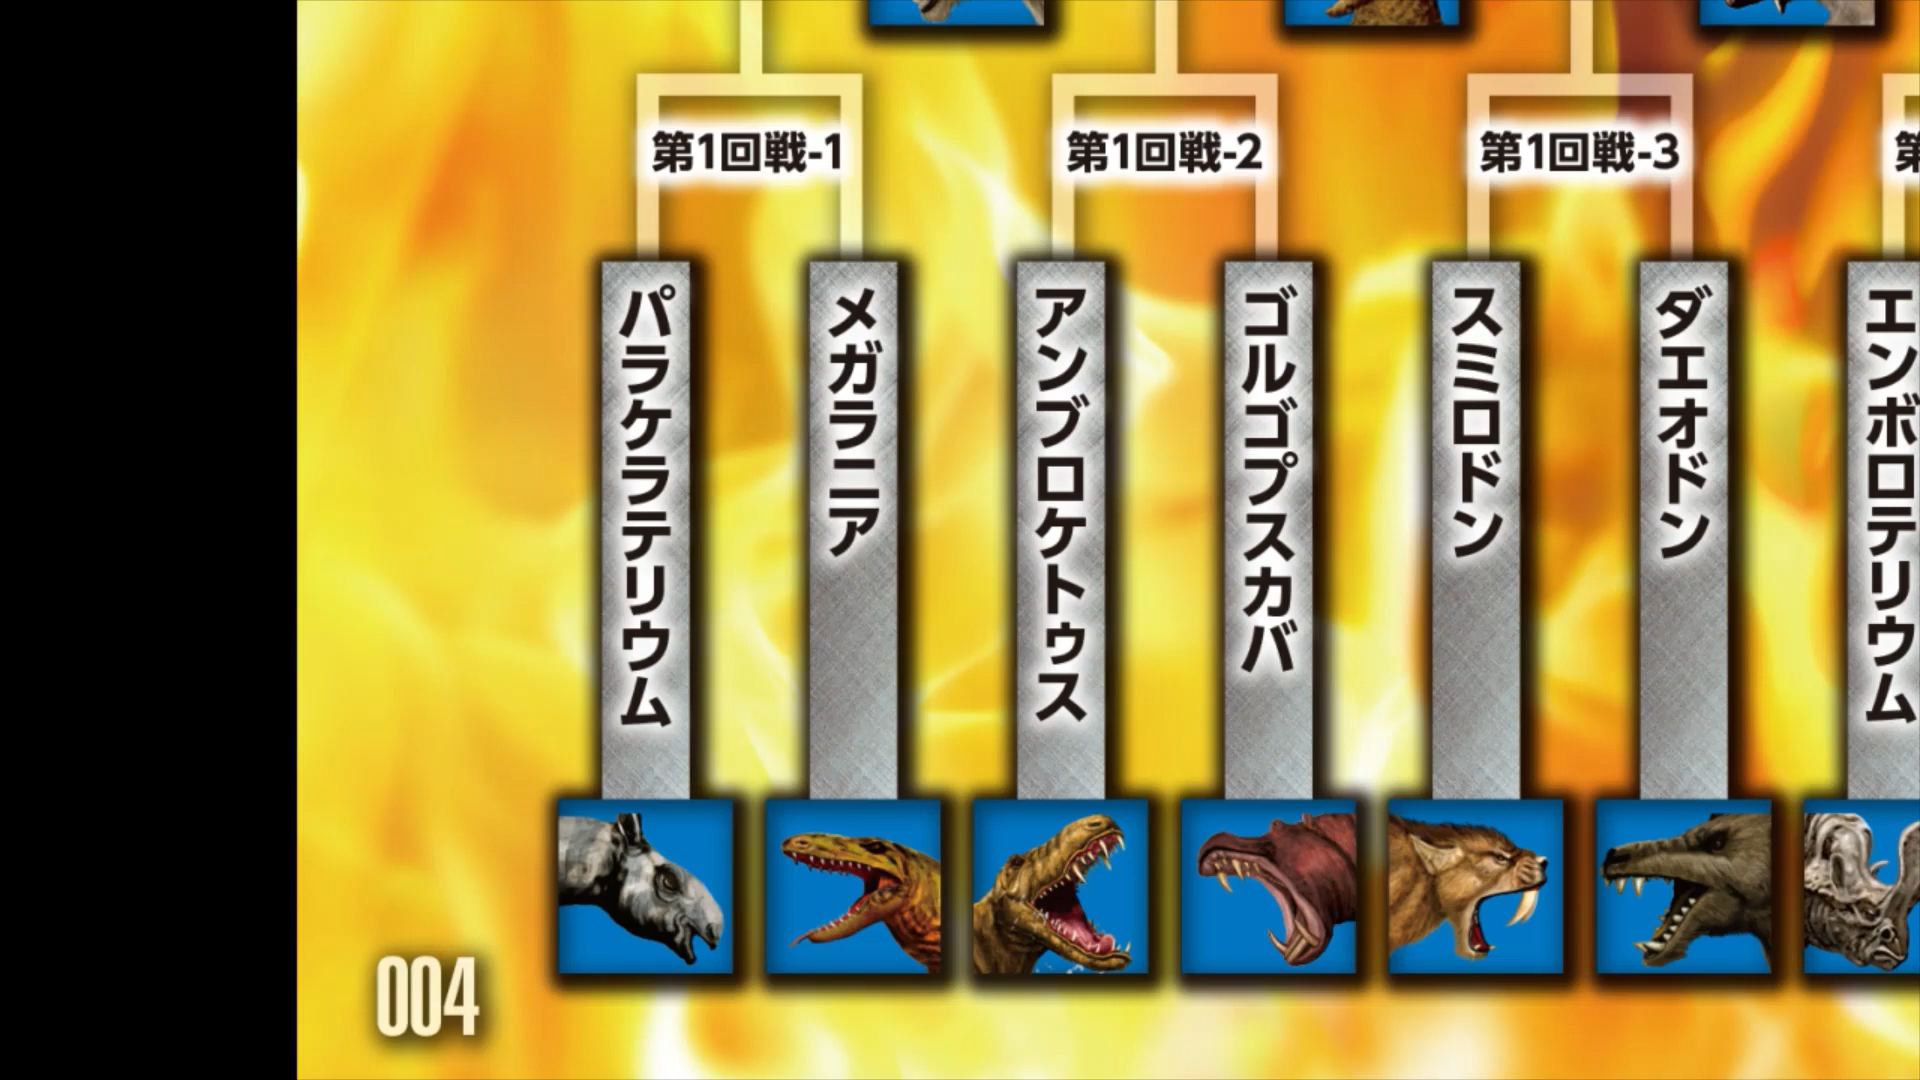 第1回戦-1
第1回戦-2
第1回戦-3
第
パラケラテリウム
メガラニア
アンブロケトゥス
ゴルゴプスカバ
スミロドン
ダエオドン
エンボロテリウム
004